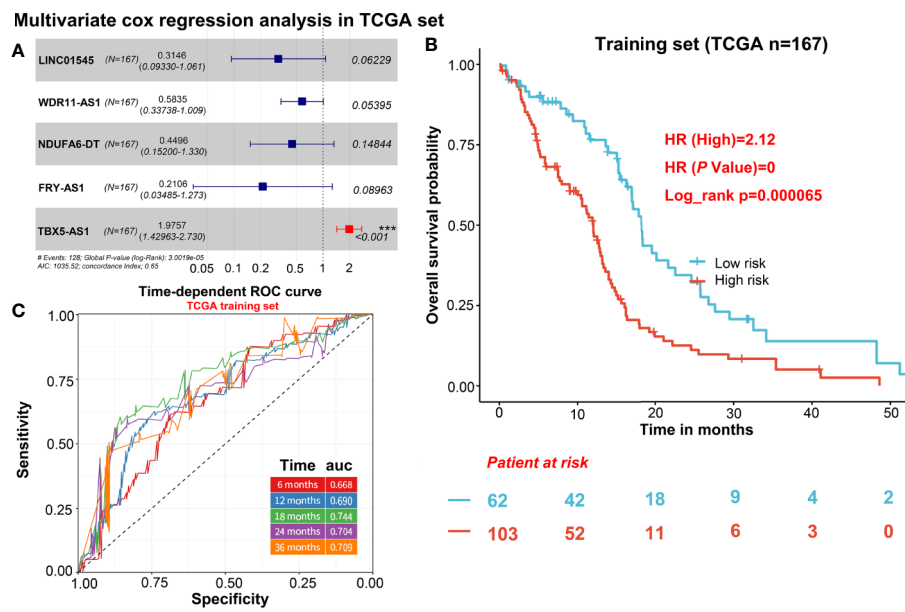 Multivariate cox regression analysis in TCGA set
A
LINC01545 (N=167) 0.3146 (0.09330-1.061) 0.06229
WDR11-AS1 (N=167) 0.5835 (0.33738-1.009) 0.05395
NDUFA6-DT (N=167) 0.4496 (0.15200-1.330) 0.14844
FRY-AS1 (N=167) 0.2106 (0.03485-1.273) 0.08963
TBX5-AS1 (N=167) 1.9757 (1.42963-2.730) *** <0.001
# Events: 128; Global P-value (log-Rank): 3.0019e-05
AIC: 1035.52; concordance Index; 0.65
0.05 0.1 0.2 0.5 1 2
B
Training set (TCGA n=167)
Overall survival probability
1.00
0.75
0.50
0.25
0.00
HR (High)=2.12
HR (P Value)=0
Log_rank p=0.000065
Low risk
High risk
0 10 20 30 40 50
Time in months
Patient at risk
62 42 18 9 4 2
103 52 11 6 3 0
C
Time-dependent ROC curve
TCGA training set
Sensitivity
1.00
0.75
0.50
0.25
0.00
Time auc
6 months 0.668
12 months 0.690
18 months 0.744
24 months 0.704
36 months 0.709
1.00 0.75 0.50 0.25 0.00
Specificity